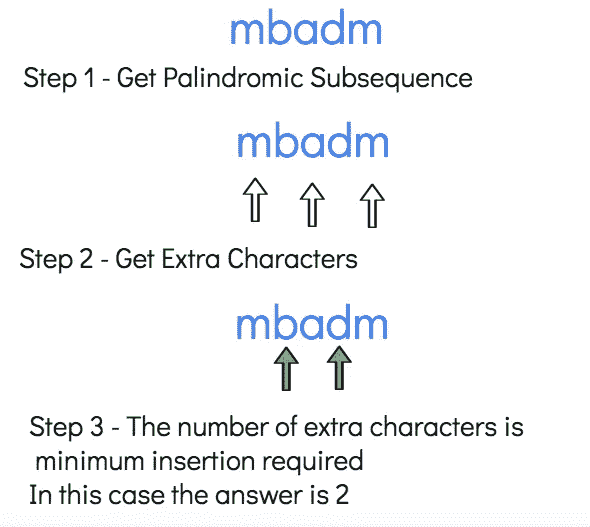 mbadm
Step 1 - Get Palindromic Subsequence
mbadm
Step 2 - Get Extra Characters
mbadm
Step 3 - The number of extra characters is
minimum insertion required
In this case the answer is 2